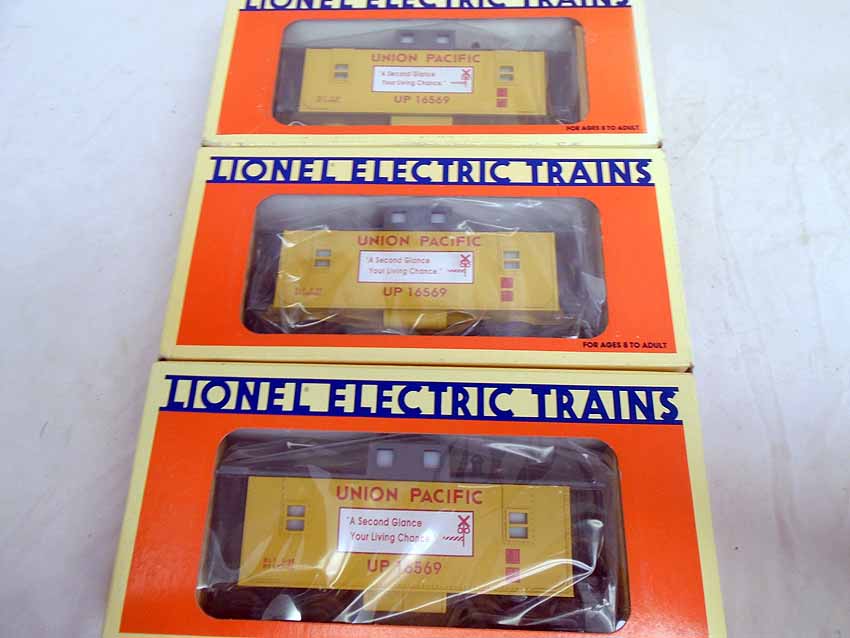 LIONEL ELECTRIC TRAINS
UNION PACIFIC
"A Second Glance
Your Living Chance."
UP 16569
FOR AGES 8 TO ADULT
LIONEL ELECTRIC TRAINS
UNION PACIFIC
"A Second Glance
Your Living Chance."
UP 16569
FOR AGES 8 TO ADULT
LIONEL ELECTRIC TRAINS
UNION PACIFIC
"A Second Glance
Your Living Chance
UP 16569